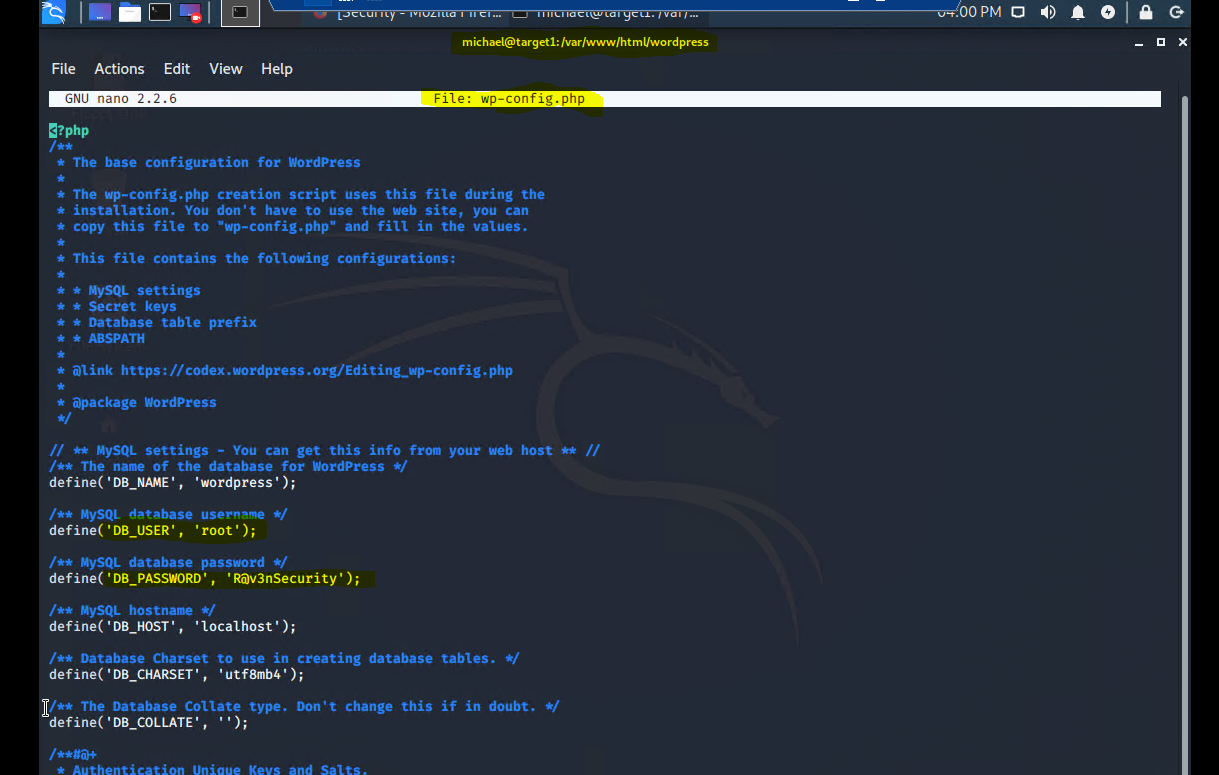 [Security - Mozilla Firef...
michael@target1: /var/...
04:00 PM
michael@target1: /var/www/html/wordpress
File Actions Edit View Help
GNU nano 2.2.6 File: wp-config.php
<?php
/**
* The base configuration for WordPress
*
* The wp-config.php creation script uses this file during the
* installation. You don't have to use the web site, you can
* copy this file to "wp-config.php" and fill in the values.
*
* This file contains the following configurations:
*
* * MySQL settings
* * Secret keys
* * Database table prefix
* * ABSPATH
*
* @link https://codex.wordpress.org/Editing_wp-config.php
*
* @package WordPress
*/
// ** MySQL settings - You can get this info from your web host ** //
/** The name of the database for WordPress */
define('DB_NAME', 'wordpress');
/** MySQL database username */
define('DB_USER', 'root');
/** MySQL database password */
define('DB_PASSWORD', 'R@v3nSecurity');
/** MySQL hostname */
define('DB_HOST', 'localhost');
/** Database Charset to use in creating database tables. */
define('DB_CHARSET', 'utf8mb4');
/** The Database Collate type. Don't change this if in doubt. */
define('DB_COLLATE', '');
/**#@+
* Authentication Unique Keys and Salts.